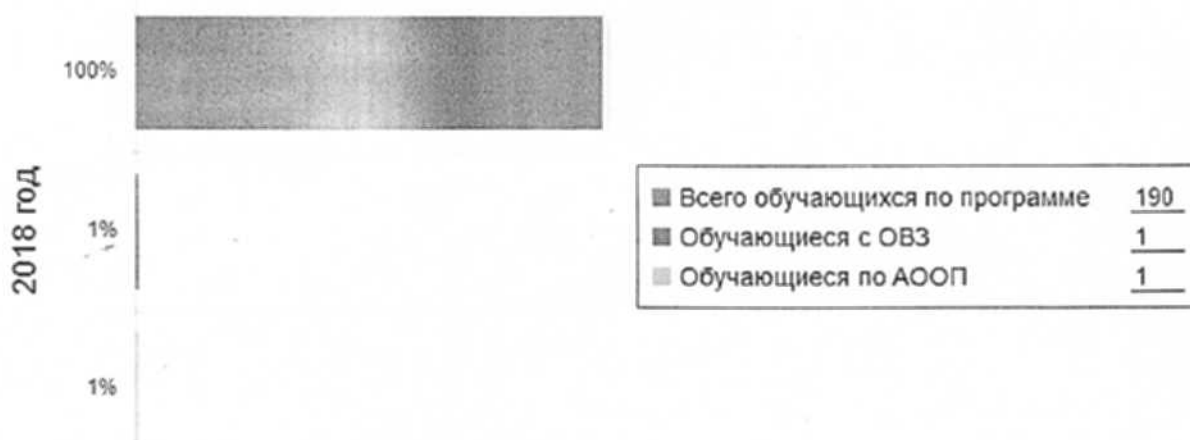 100%
2018 год
1%
1%
Всего обучающихся по программе 190
Обучающиеся с ОВЗ 1
Обучающиеся по АООП 1